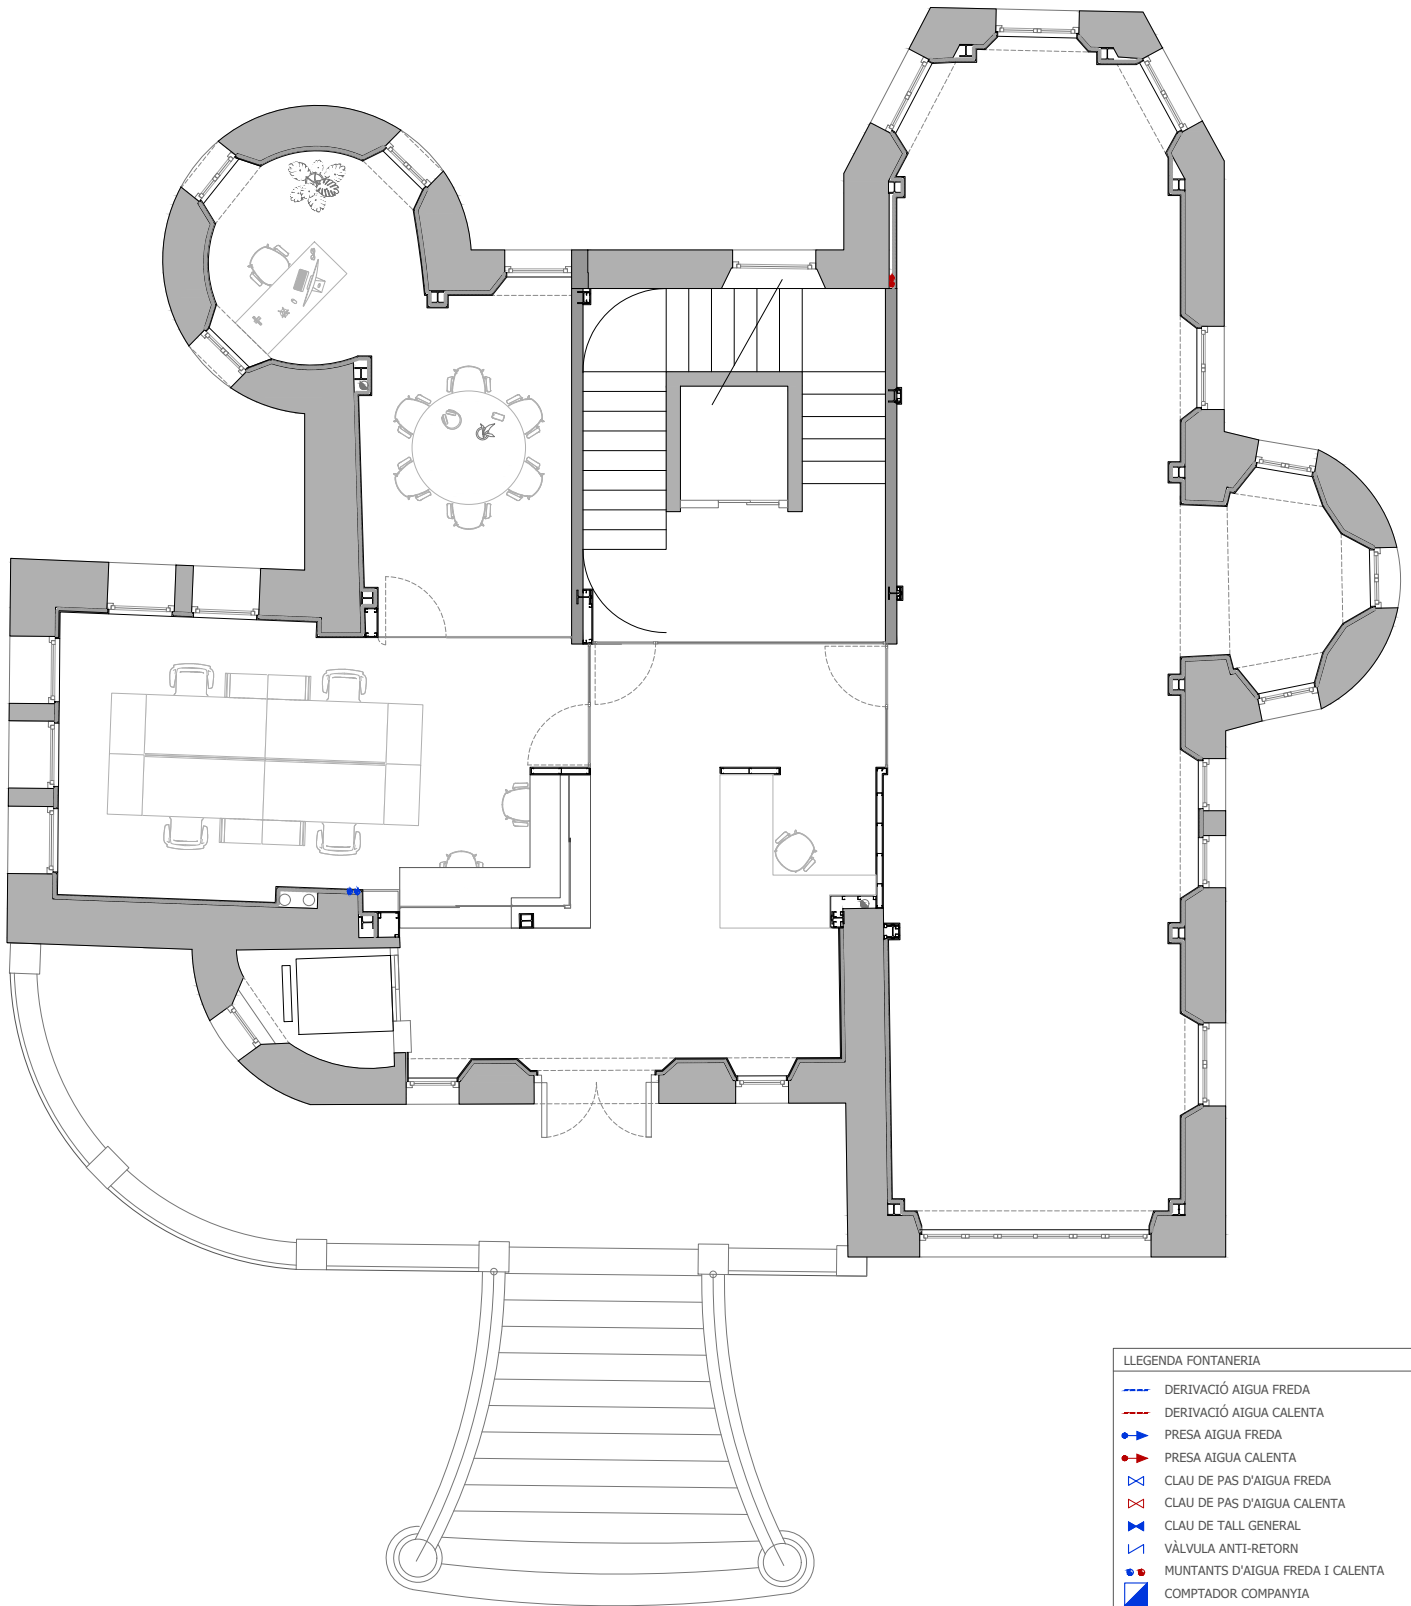 LLEGENDA FONTANERIA
DERIVACIÓ AIGUA FREDA
DERIVACIÓ AIGUA CALENTA
PRESA AIGUA FREDA
PRESA AIGUA CALENTA
CLAU DE PAS D'AIGUA FREDA
CLAU DE PAS D'AIGUA CALENTA
CLAU DE TALL GENERAL
VÀLVULA ANTI-RETORN
MUNTANTS D'AIGUA FREDA I CALENTA
COMPTADOR COMPANYIA